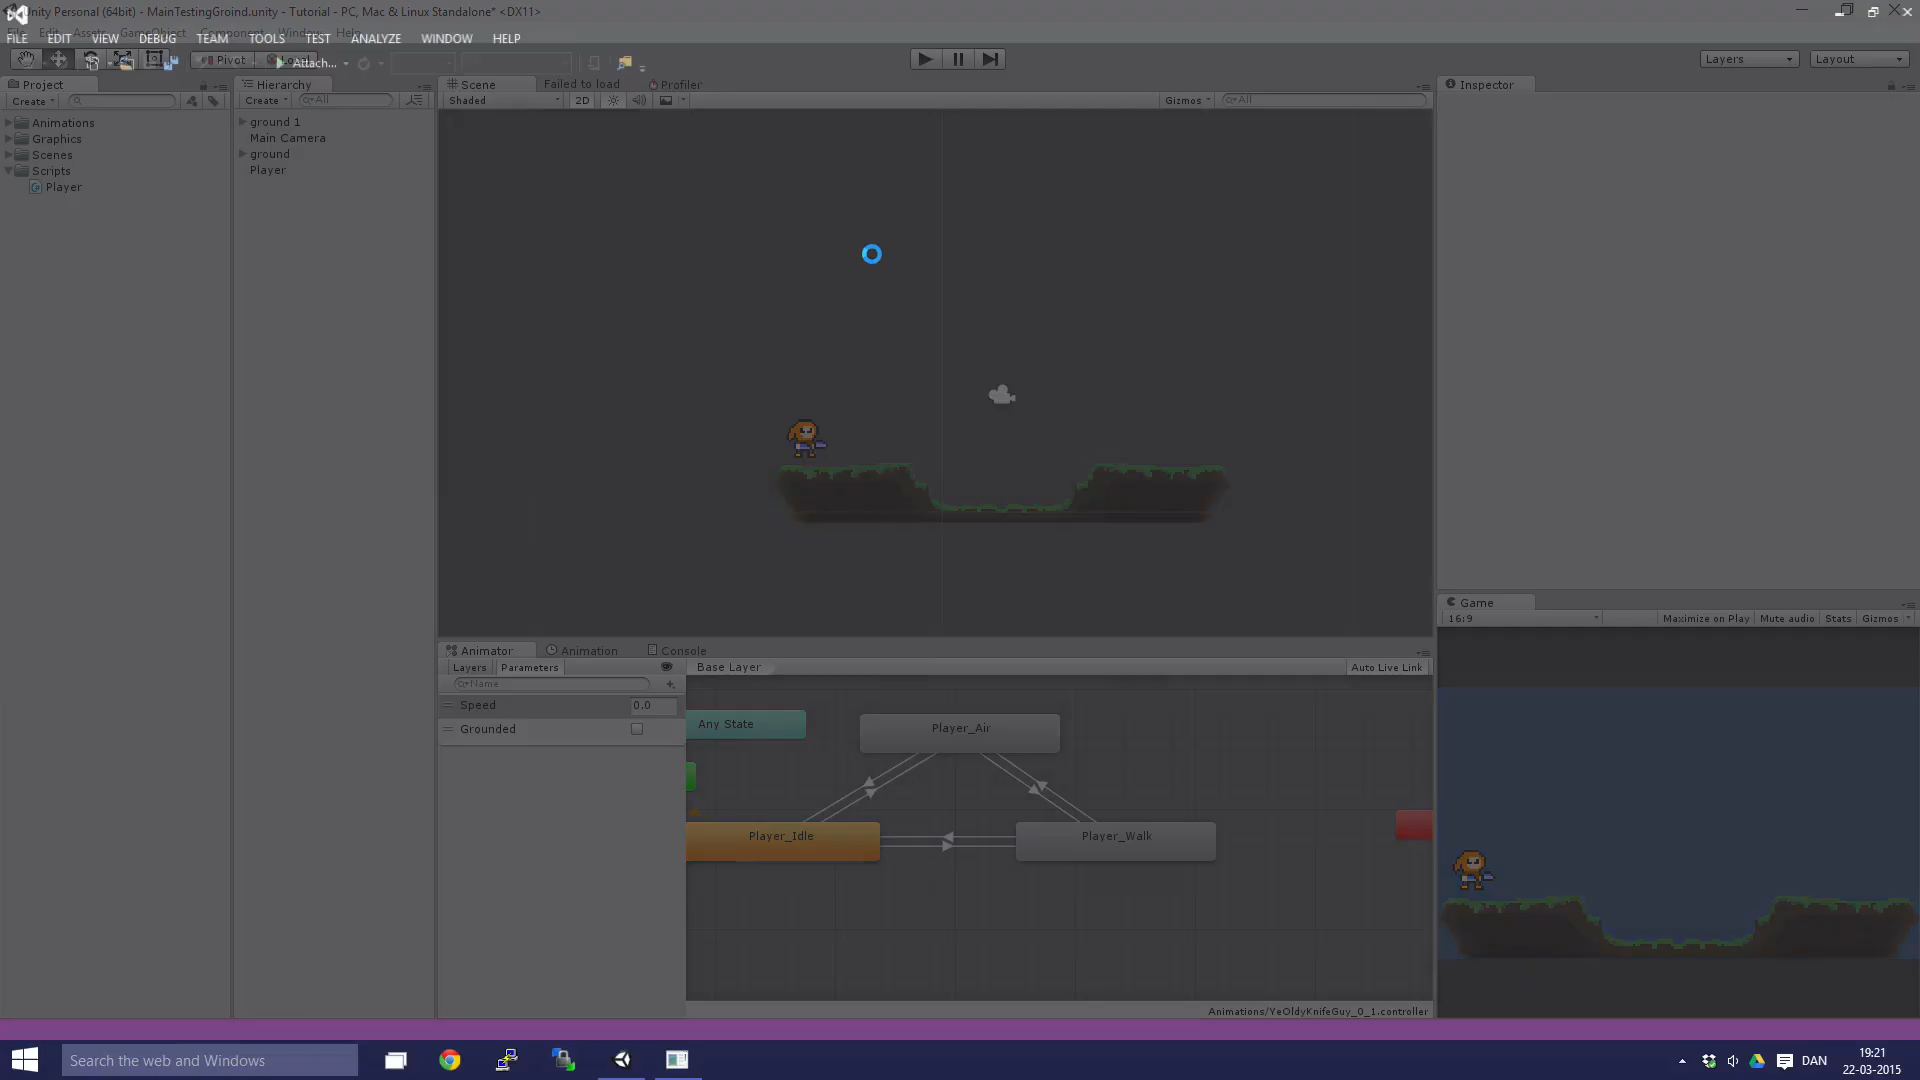 Unity Personal (64bit) - MainTestingGroind.unity - Tutorial - PC, Mac & Linux Standalone* <DX11>
FILE EDIT VIEW DEBUG TEAM TOOLS TEST ANALYZE WINDOW HELP
Pivot
Attach...
Layers
Layout
Project
Hierarchy
Scene
Failed to load
Profiler
Inspector
Create
Create
All
Shaded
2D
Gizmos
All
Animations
Graphics
Scenes
Scripts
Player
ground 1
Main Camera
ground
Player
Game
16:9
Maximize on Play
Mute audio
Stats
Gizmos
Animator
Animation
Console
Layers
Parameters
Base Layer
Auto Live Link
Name
Speed
0.0
Grounded
Any State
Player_Air
Player_Idle
Player_Walk
Animations/YeOldyKnifeGuy_0_1.controller
Search the web and Windows
DAN
19:21
22-03-2015